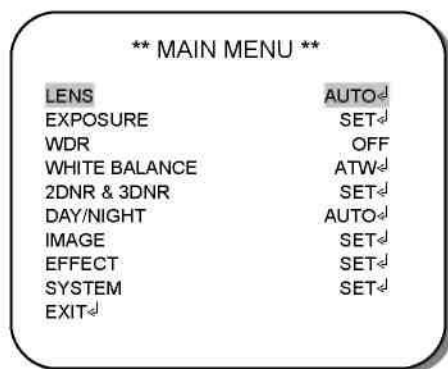 ** MAIN MENU **
LENS AUTO↲
EXPOSURE SET↲
WDR OFF
WHITE BALANCE ATW↲
2DNR & 3DNR SET↲
DAY/NIGHT AUTO↲
IMAGE SET↲
EFFECT SET↲
SYSTEM SET↲
EXIT↲